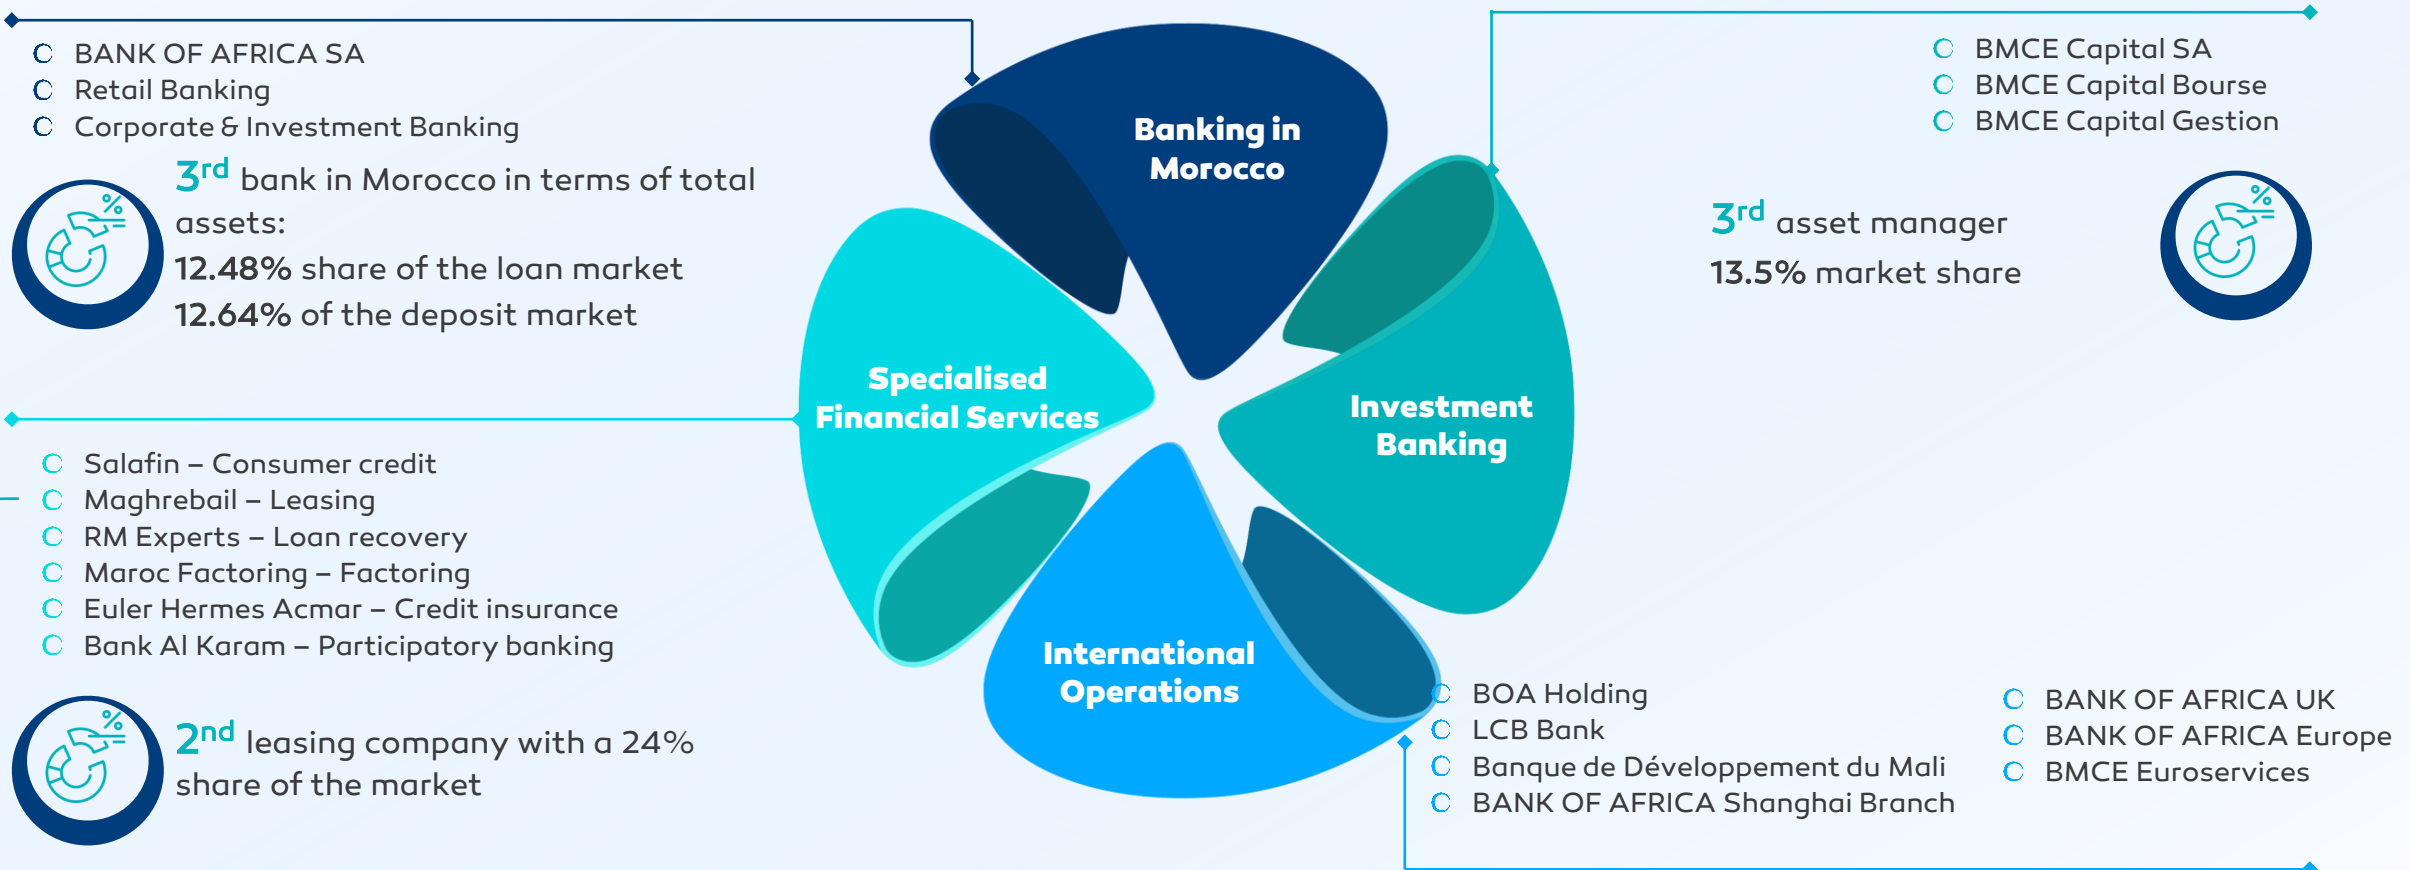 BANK OF AFRICA SA
Retail Banking
Corporate & Investment Banking
3rd bank in Morocco in terms of total
assets:
12.48% share of the loan market
12.64% of the deposit market
Banking in
Morocco
BMCE Capital SA
BMCE Capital Bourse
BMCE Capital Gestion
3rd asset manager
13.5% market share
Specialised
Financial Services
Investment
Banking
Salafin – Consumer credit
Maghrebail – Leasing
RM Experts – Loan recovery
Maroc Factoring – Factoring
Euler Hermes Acmar – Credit insurance
Bank Al Karam – Participatory banking
2nd leasing company with a 24%
share of the market
International
Operations
BOA Holding
LCB Bank
Banque de Développement du Mali
BANK OF AFRICA Shanghai Branch
BANK OF AFRICA UK
BANK OF AFRICA Europe
BMCE Euroservices
%
%
%